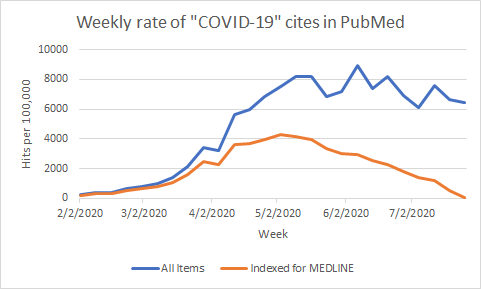 Weekly rate of "COVID-19" cites in PubMed
10000
8000
6000
4000
2000
0
Hits per 100,000
2/2/2020 3/2/2020 4/2/2020 5/2/2020 6/2/2020 7/2/2020
Week
All Items Indexed for MEDLINE